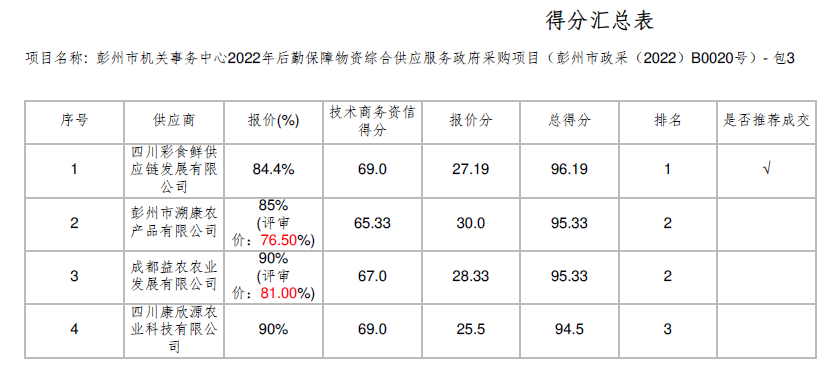 得分汇总表
项目名称: 彭州市机关事务中心2022年后勤保障物资综合供应服务政府采购项目（彭州市政采（2022）B0020号）- 包3
序号 供应商 报价(%) 技术商务资信 报价分 总得分 排名 是否推荐成交
得分
1 四川彩食鲜供 84.4% 69.0 27.19 96.19 1 √
应链发展有限
公司
2 彭州市溯康农 85% 65.33 30.0 95.33 2
产品有限公司 (评审
价：76.50%)
3 成都益农农业 90% 67.0 28.33 95.33 2
发展有限公司 (评审
价：81.00%)
4 四川康欣源农 90% 69.0 25.5 94.5 3
业科技有限公
司